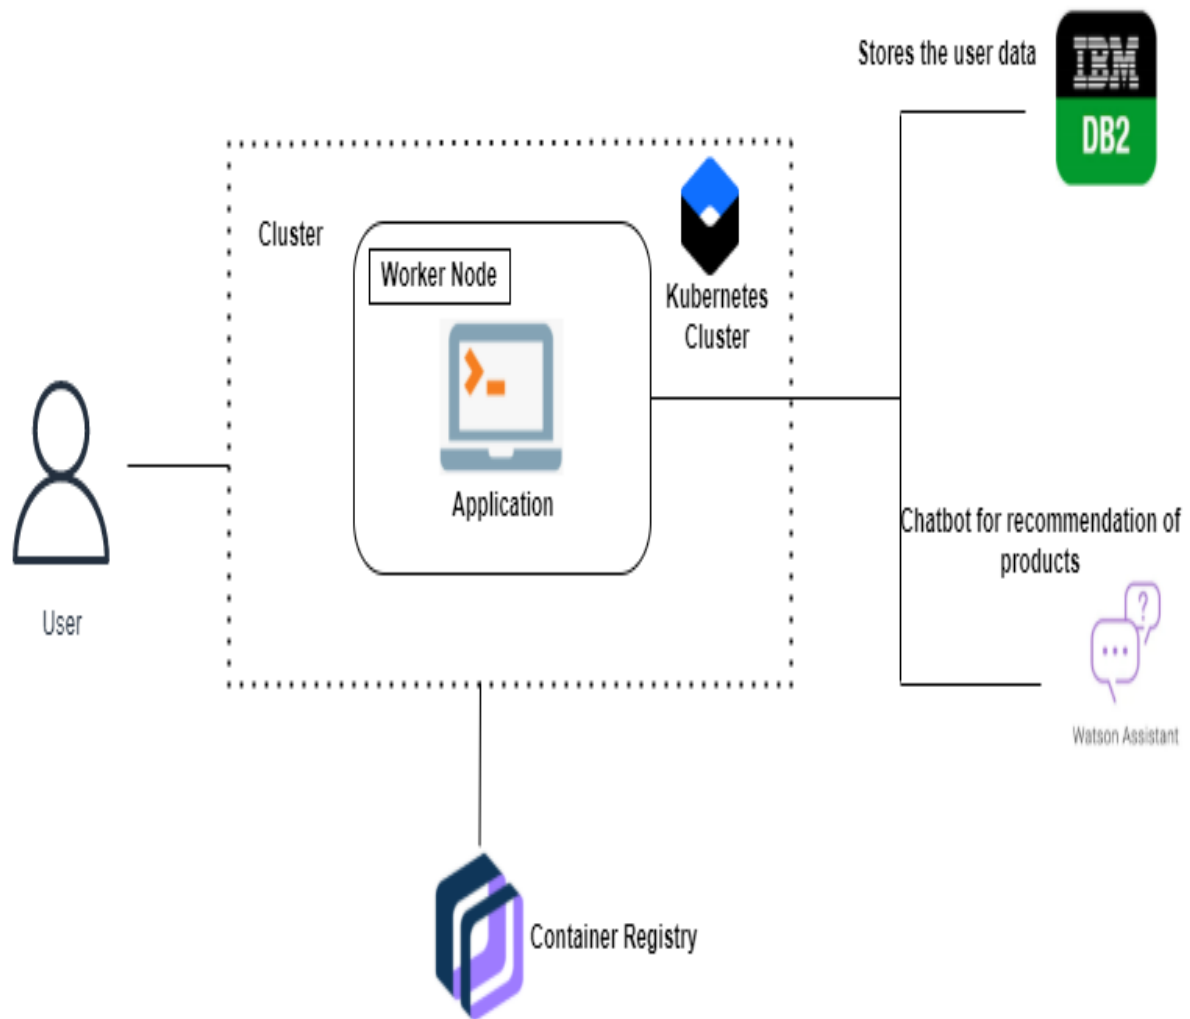 Stores the user data
IBM
DB2
Cluster
Worker Node
Kubernetes
Cluster
Application
User
Chatbot for recommendation of
products
?
Watson Assistant
Container Registry